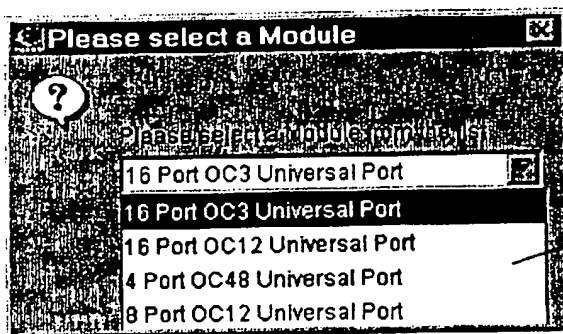 Please select a Module
?
Please select a Module from the list
16 Port OC3 Universal Port
16 Port OC3 Universal Port
16 Port OC12 Universal Port
4 Port OC48 Universal Port
8 Port OC12 Universal Port